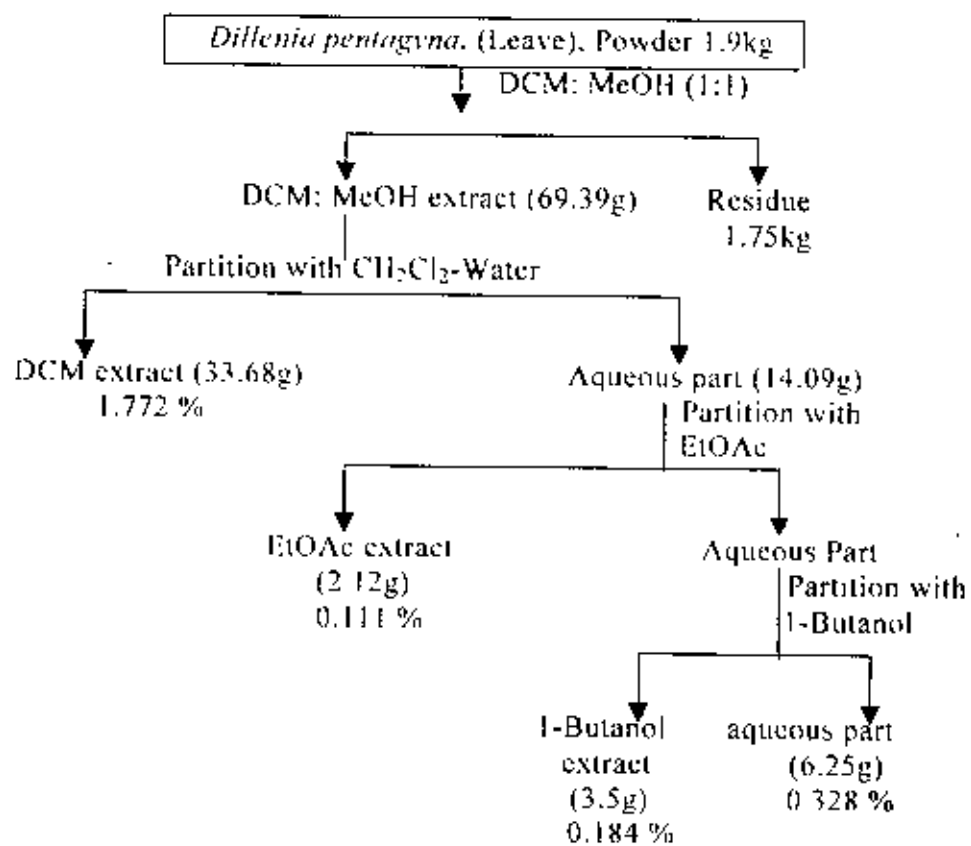 Dillenia pentagyna. (Leave), Powder 1.9kg
DCM: MeOH (1:1)
DCM: MeOH extract (69.39g)
Residue
1.75kg
Partition with CH2Cl2-Water
DCM extract (33.68g)
1.772 %
Aqueous part (14.09g)
Partition with
EtOAc
EtOAc extract
(2 12g)
0.111 %
Aqueous Part
Partition with
1-Butanol
1-Butanol
extract
(3.5g)
0.184 %
aqueous part
(6.25g)
0 328 %